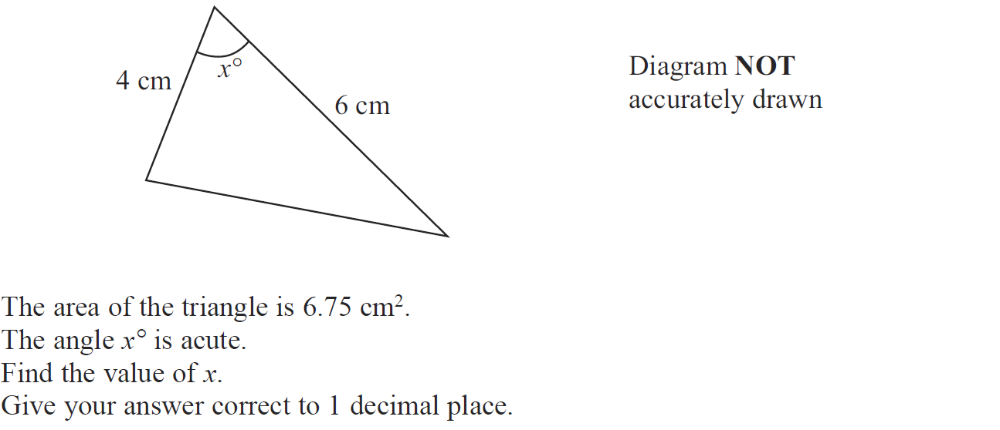 4 cm
x°
6 cm
Diagram NOT
accurately drawn
The area of the triangle is 6.75 cm².
The angle x° is acute.
Find the value of x.
Give your answer correct to 1 decimal place.